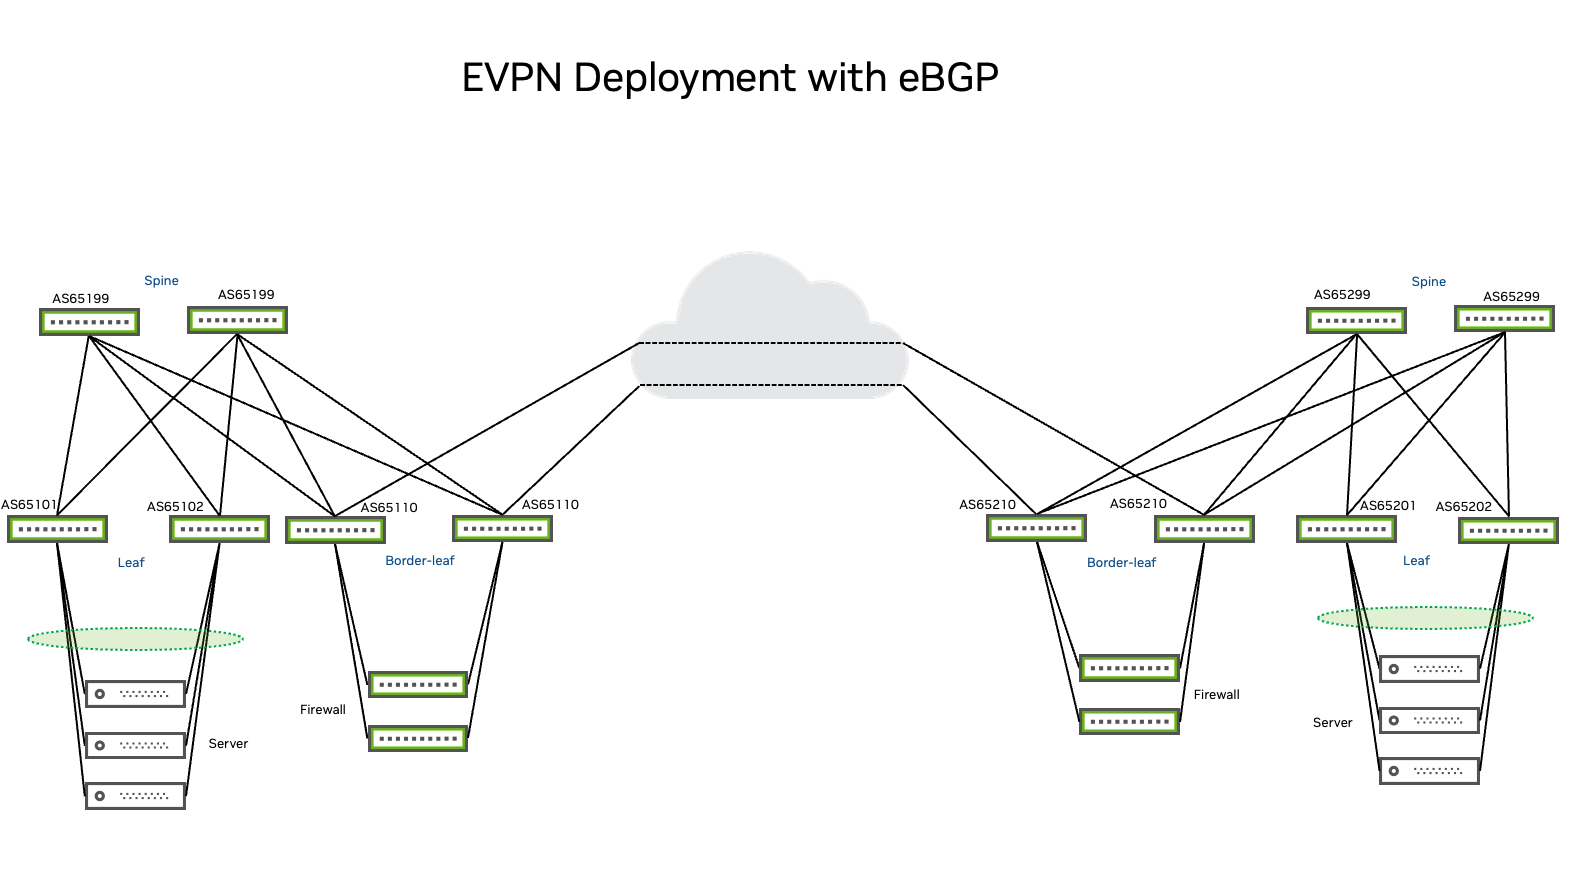 EVPN Deployment with eBGP
Spine
AS65199
AS65199
AS65299
Spine
AS65299
AS65101
AS65102
AS65110
AS65110
AS65210
AS65210
AS65201
AS65202
Leaf
Border-leaf
Border-leaf
Leaf
Firewall
Server
Firewall
Server